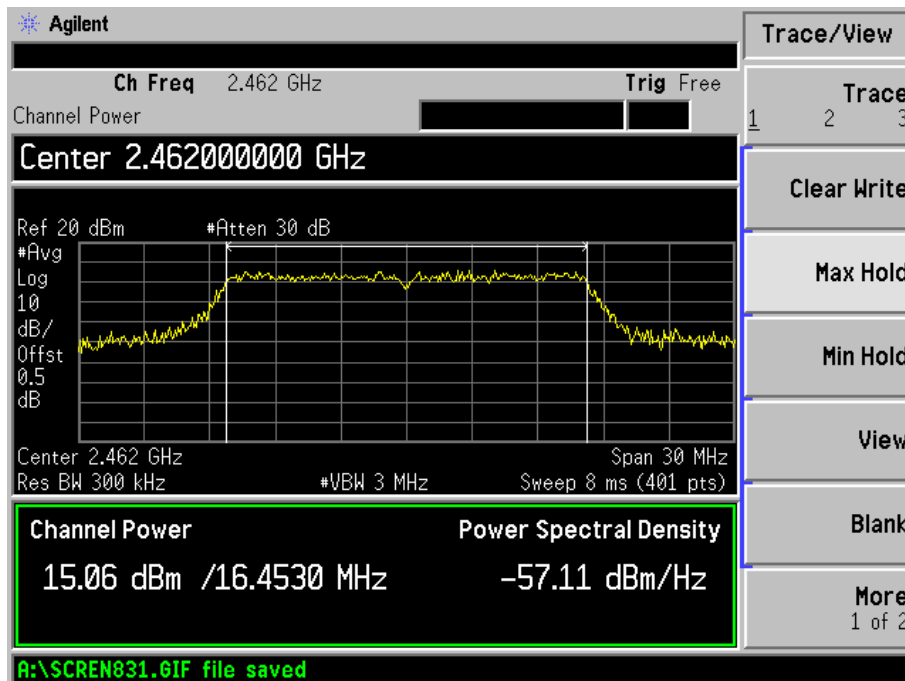 Agilent
Trace/View
Ch Freq 2.462 GHz Trig Free
Channel Power
Trace
1 2 3
Center 2.462000000 GHz
Clear Write
Ref 20 dBm #Atten 30 dB
#Avg
Log
10
dB/
Offst
0.5
dB
Max Hold
Min Hold
Center 2.462 GHz Span 30 MHz
Res BW 300 kHz #VBW 3 MHz Sweep 8 ms (401 pts)
View
Channel Power Power Spectral Density
15.06 dBm /16.4530 MHz -57.11 dBm/Hz
Blank
More
1 of 2
A:\SCREN831.GIF file saved